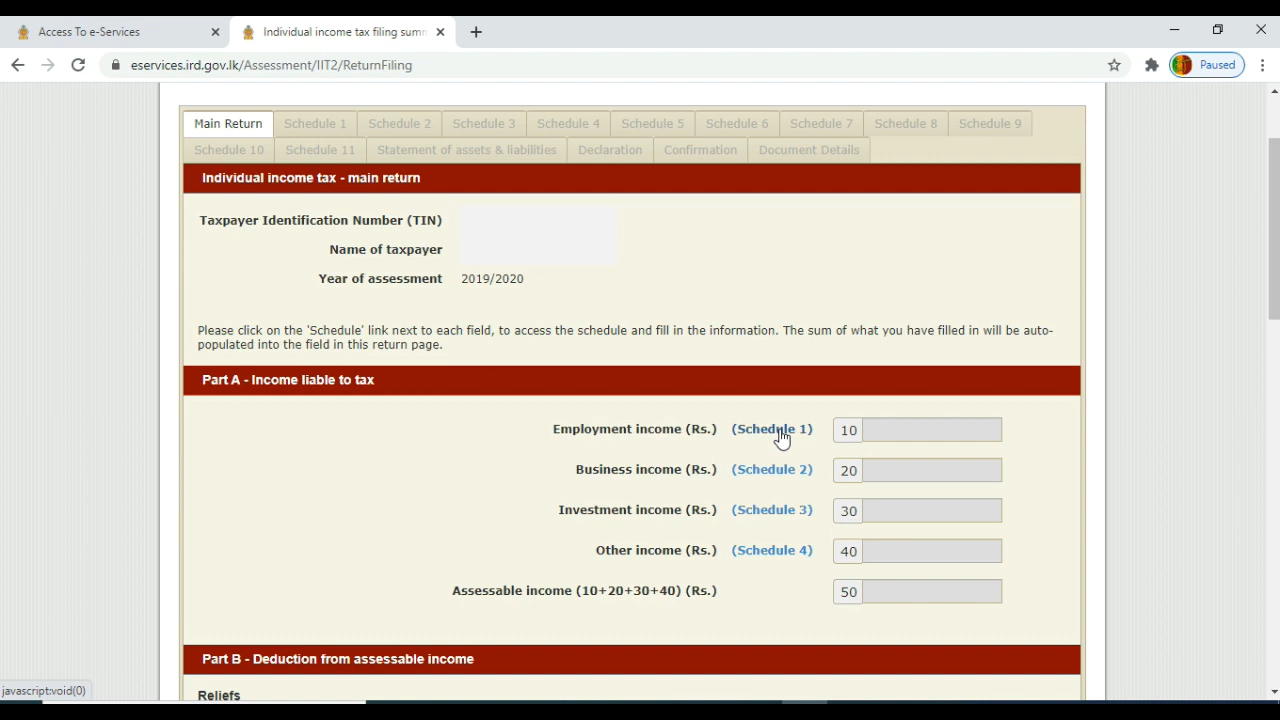 Access To e-Services
Individual income tax filing sum
eservices.ird.gov.lk/Assessment/IIT2/ReturnFiling
Paused
Main Return Schedule 1 Schedule 2 Schedule 3 Schedule 4 Schedule 5 Schedule 6 Schedule 7 Schedule 8 Schedule 9
Schedule 10 Schedule 11 Statement of assets & liabilities Declaration Confirmation Document Details
Individual income tax - main return
Taxpayer Identification Number (TIN)
Name of taxpayer
Year of assessment 2019/2020
Please click on the 'Schedule' link next to each field, to access the schedule and fill in the information. The sum of what you have filled in will be auto-
populated into the field in this return page.
Part A - Income liable to tax
Employment income (Rs.) (Schedule 1) 10
Business income (Rs.) (Schedule 2) 20
Investment income (Rs.) (Schedule 3) 30
Other income (Rs.) (Schedule 4) 40
Assessable income (10+20+30+40) (Rs.) 50
Part B - Deduction from assessable income
javascript:void(0)
Reliefs